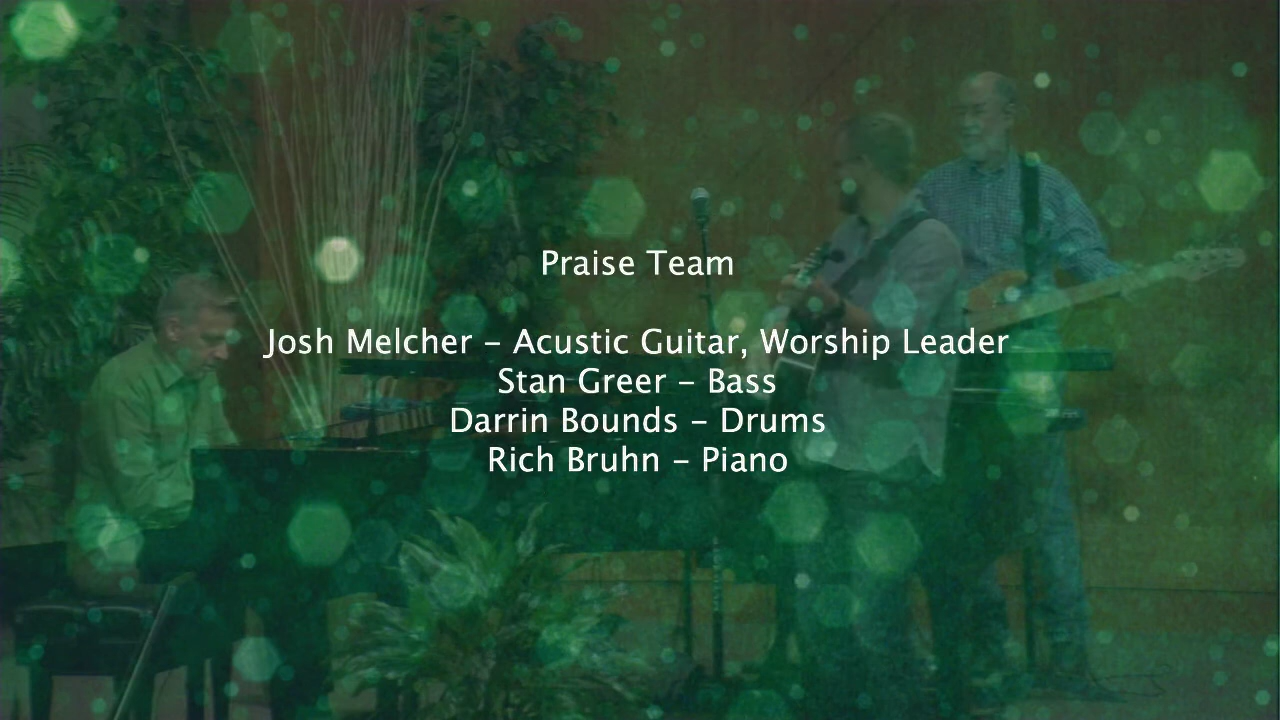 Praise Team
Josh Melcher – Acustic Guitar, Worship Leader
Stan Greer – Bass
Darrin Bounds – Drums
Rich Bruhn – Piano